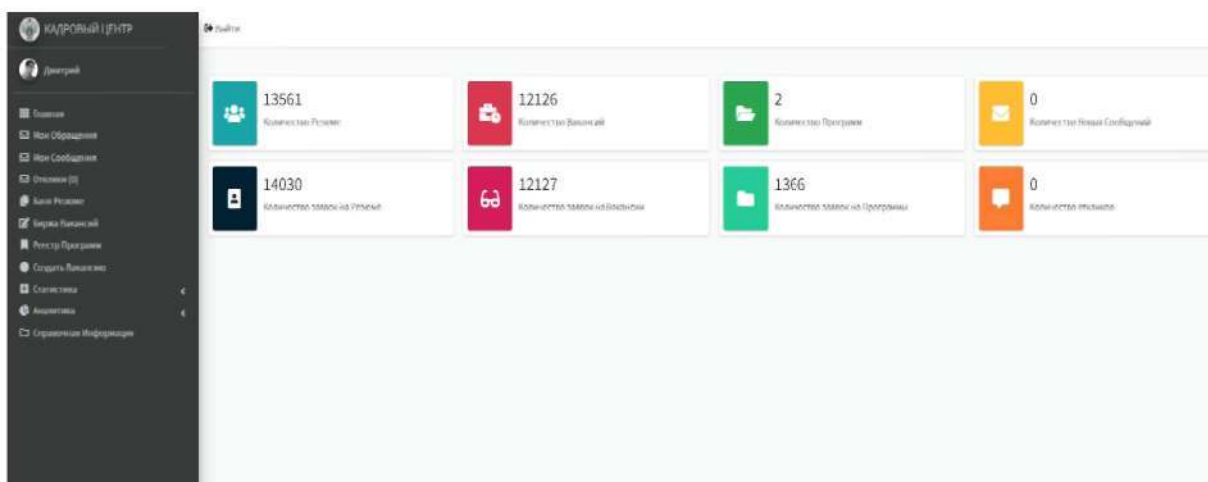 КАДРОВЫЙ ЦЕНТР
Выйти
Дмитрий
Главная
Мои Обращения
Мои Сообщения
Отклики (0)
Банк Резюме
Биржа Вакансий
Реестр Программ
Создать Вакансию
Статистика
Аналитика
Справочная Информация
13561
Количество Резюме
12126
Количество Вакансий
2
Количество Программ
0
Количество Новых Сообщений
14030
Количество заявок на Резюме
12127
Количество заявок на Вакансии
1366
Количество заявок на Программы
0
Количество откликов